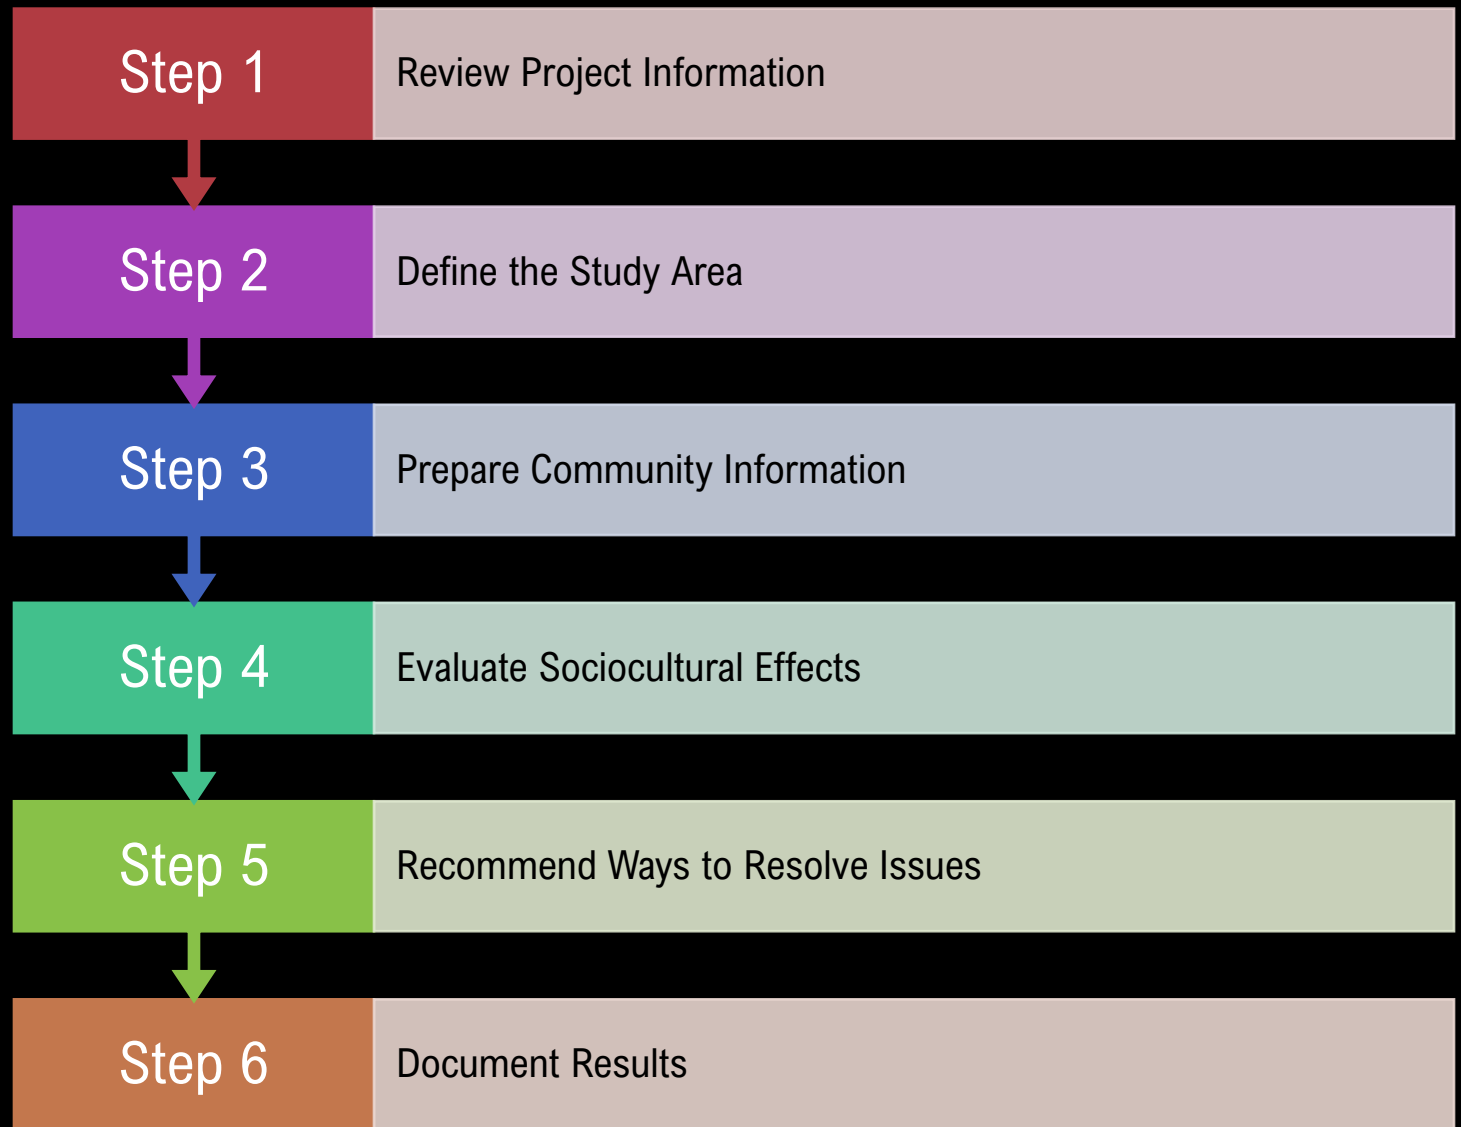 Step 1
Review Project Information
Step 2
Define the Study Area
Step 3
Prepare Community Information
Step 4
Evaluate Sociocultural Effects
Step 5
Recommend Ways to Resolve Issues
Step 6
Document Results